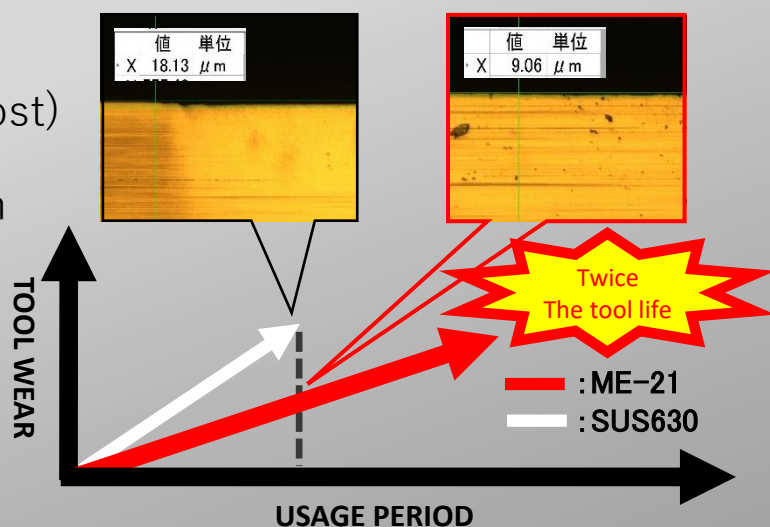 値 単位
X 18.13 μm
値 単位
X 9.06 μm
ost)
TOOL WEAR
Twice
The tool life
: ME-21
: SUS630
USAGE PERIOD